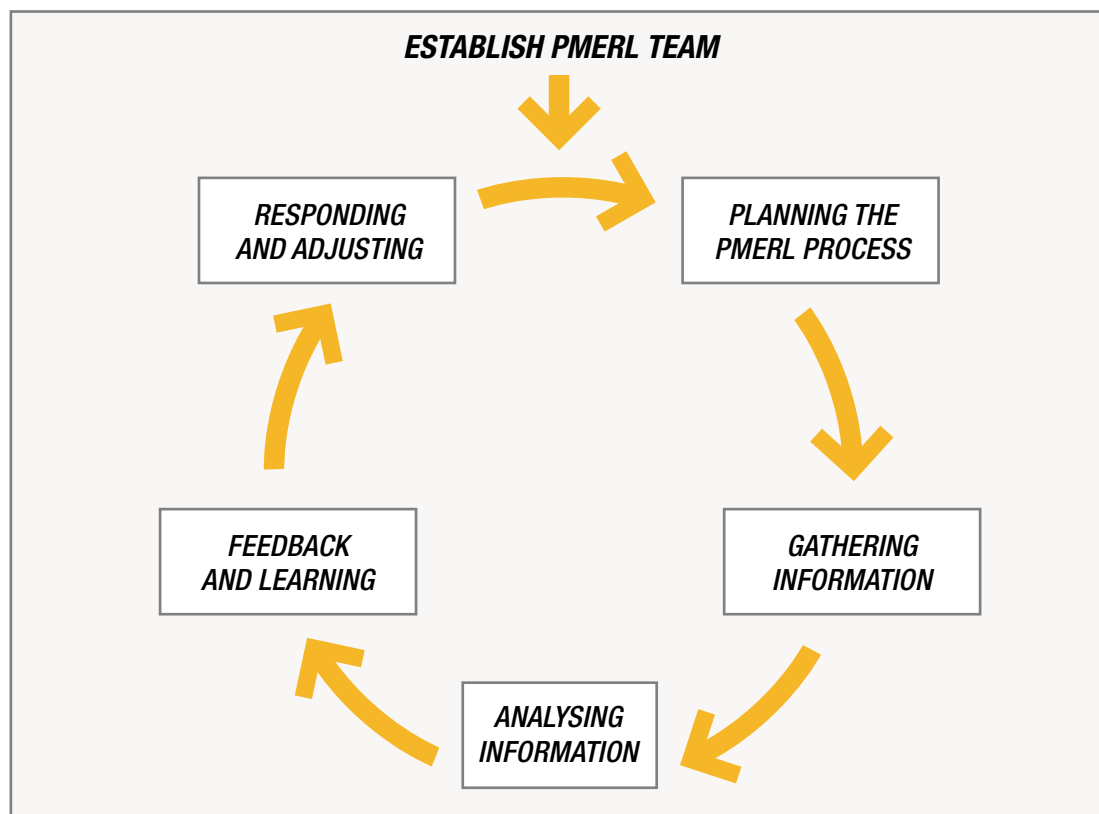 ESTABLISH PMERL TEAM
RESPONDING
AND ADJUSTING
PLANNING THE
PMERL PROCESS
FEEDBACK
AND LEARNING
GATHERING
INFORMATION
ANALYSING
INFORMATION